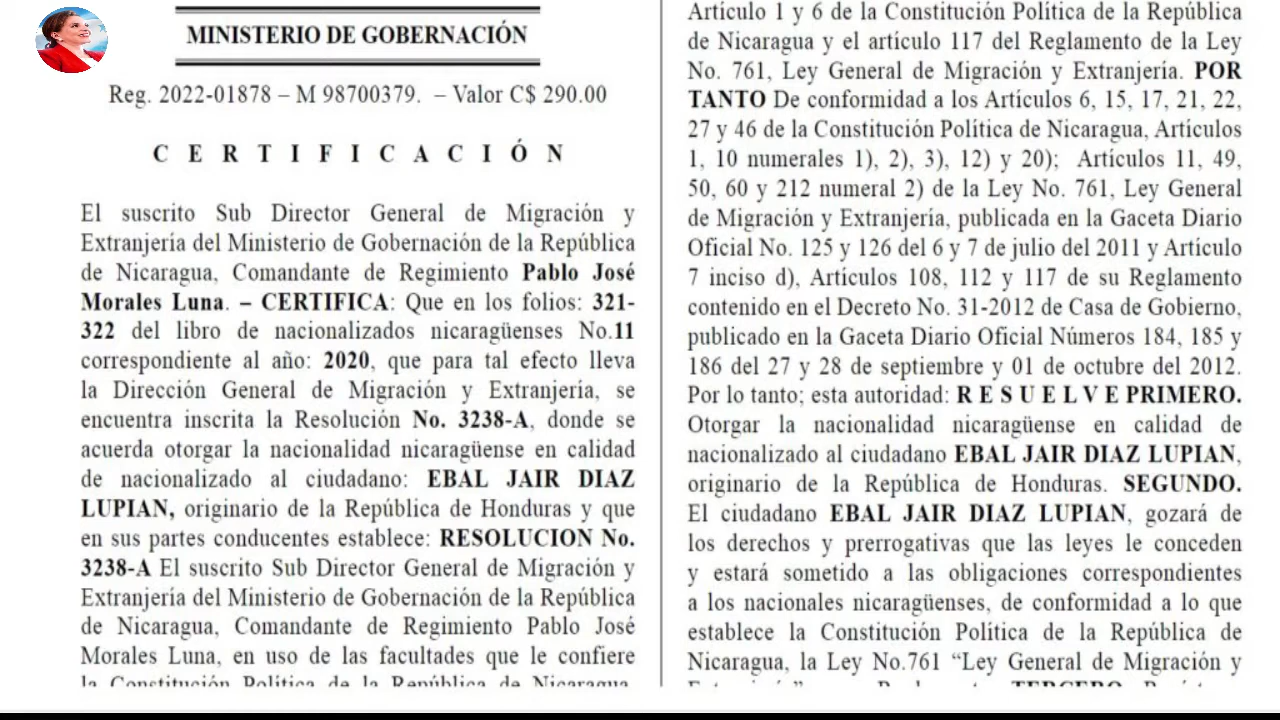 MINISTERIO DE GOBERNACIÓN
Reg. 2022-01878 – M 98700379. – Valor C$ 290.00
C E R T I F I C A C I Ó N
El suscrito Sub Director General de Migración y
Extranjería del Ministerio de Gobernación de la República
de Nicaragua, Comandante de Regimiento Pablo José
Morales Luna. – CERTIFICA: Que en los folios: 321-
322 del libro de nacionalizados nicaragüenses No.11
correspondiente al año: 2020, que para tal efecto lleva
la Dirección General de Migración y Extranjería, se
encuentra inscrita la Resolución No. 3238-A, donde se
acuerda otorgar la nacionalidad nicaragüense en calidad
de nacionalizado al ciudadano: EBAL JAIR DIAZ
LUPIAN, originario de la República de Honduras y que
en sus partes conducentes establece: RESOLUCION No.
3238-A El suscrito Sub Director General de Migración y
Extranjería del Ministerio de Gobernación de la República
de Nicaragua, Comandante de Regimiento Pablo José
Morales Luna, en uso de las facultades que le confiere
la Constitución Política de la República de Nicaragua,
Artículo 1 y 6 de la Constitución Política de la República
de Nicaragua y el artículo 117 del Reglamento de la Ley
No. 761, Ley General de Migración y Extranjería. POR
TANTO De conformidad a los Artículos 6, 15, 17, 21, 22,
27 y 46 de la Constitución Política de Nicaragua, Artículos
1, 10 numerales 1), 2), 3), 12) y 20); Artículos 11, 49,
50, 60 y 212 numeral 2) de la Ley No. 761, Ley General
de Migración y Extranjería, publicada en la Gaceta Diario
Oficial No. 125 y 126 del 6 y 7 de julio del 2011 y Artículo
7 inciso d), Artículos 108, 112 y 117 de su Reglamento
contenido en el Decreto No. 31-2012 de Casa de Gobierno,
publicado en la Gaceta Diario Oficial Números 184, 185 y
186 del 27 y 28 de septiembre y 01 de octubre del 2012.
Por lo tanto; esta autoridad: R E S U E L V E PRIMERO.
Otorgar la nacionalidad nicaragüense en calidad de
nacionalizado al ciudadano EBAL JAIR DIAZ LUPIAN,
originario de la República de Honduras. SEGUNDO.
El ciudadano EBAL JAIR DIAZ LUPIAN, gozará de
los derechos y prerrogativas que las leyes le conceden
y estará sometido a las obligaciones correspondientes
a los nacionales nicaragüenses, de conformidad a lo que
establece la Constitución Política de la República de
Nicaragua, la Ley No.761 “Ley General de Migración y
TERCERO.